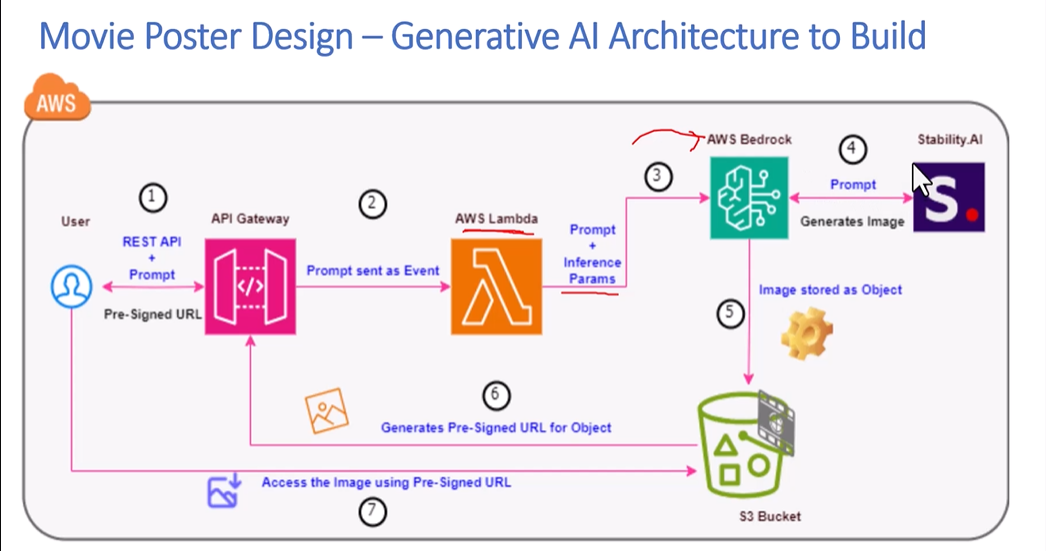 Movie Poster Design – Generative AI Architecture to Build
AWS
AWS Bedrock
4
Stability.AI
1
2
3
Prompt
S.
User
API Gateway
AWS Lambda
Generates Image
REST API
+
Prompt
Prompt
+
Inference
Params
</>
Prompt sent as Event
Pre-Signed URL
Image stored as Object
5
6
Generates Pre-Signed URL for Object
Access the Image using Pre-Signed URL
7
S3 Bucket